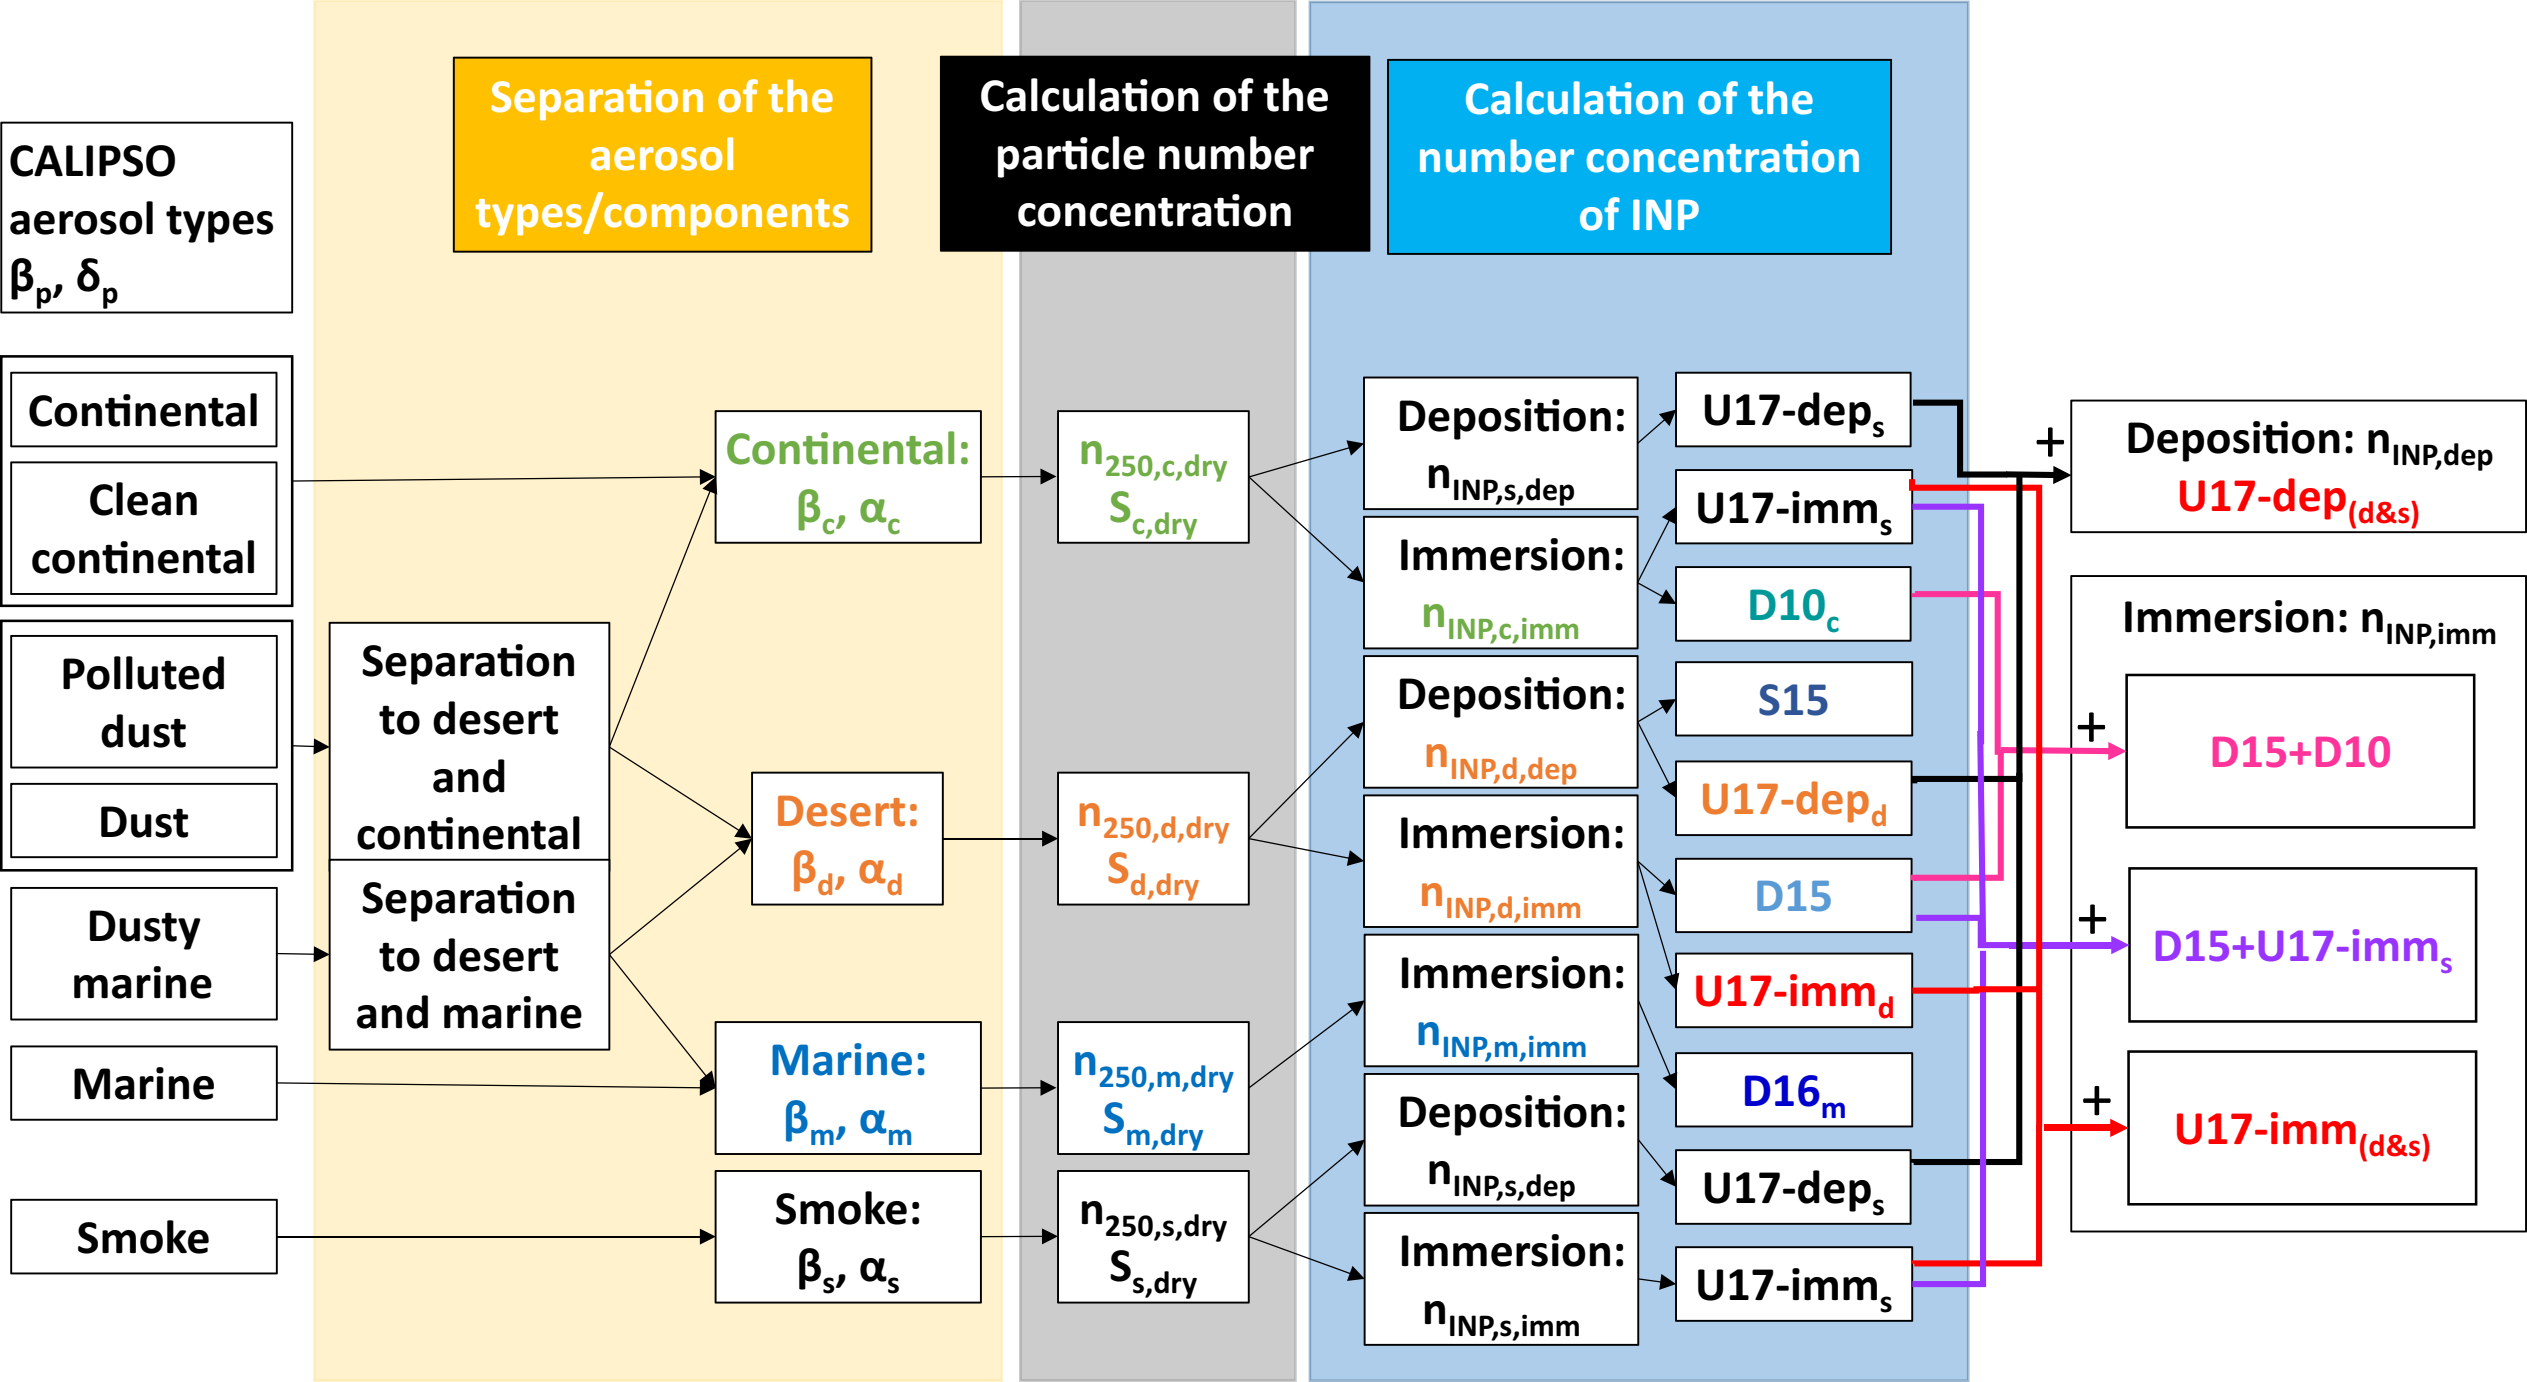 CALIPSO
aerosol types
βp, δp
Separation of the
aerosol
types/components
Calculation of the
particle number
concentration
Calculation of the
number concentration
of INP
Continental
Clean
continental
Polluted
dust
Dust
Dusty
marine
Marine
Smoke
Separation
to desert
and
continental
Separation
to desert
and marine
Continental:
βc, αc
Desert:
βd, αd
Marine:
βm, αm
Smoke:
βs, αs
n250,c,dry
Sc,dry
n250,d,dry
Sd,dry
n250,m,dry
Sm,dry
n250,s,dry
Ss,dry
Deposition:
nINP,s,dep
Immersion:
nINP,c,imm
Deposition:
nINP,d,dep
Immersion:
nINP,d,imm
Immersion:
nINP,m,imm
Deposition:
nINP,s,dep
Immersion:
nINP,s,imm
U17-deps
U17-imms
D10c
S15
U17-depd
D15
U17-immd
D16m
U17-deps
U17-imms
+
Deposition: nINP,dep
U17-dep(d&s)
Immersion: nINP,imm
+
D15+D10
+
D15+U17-imms
+
U17-imm(d&s)